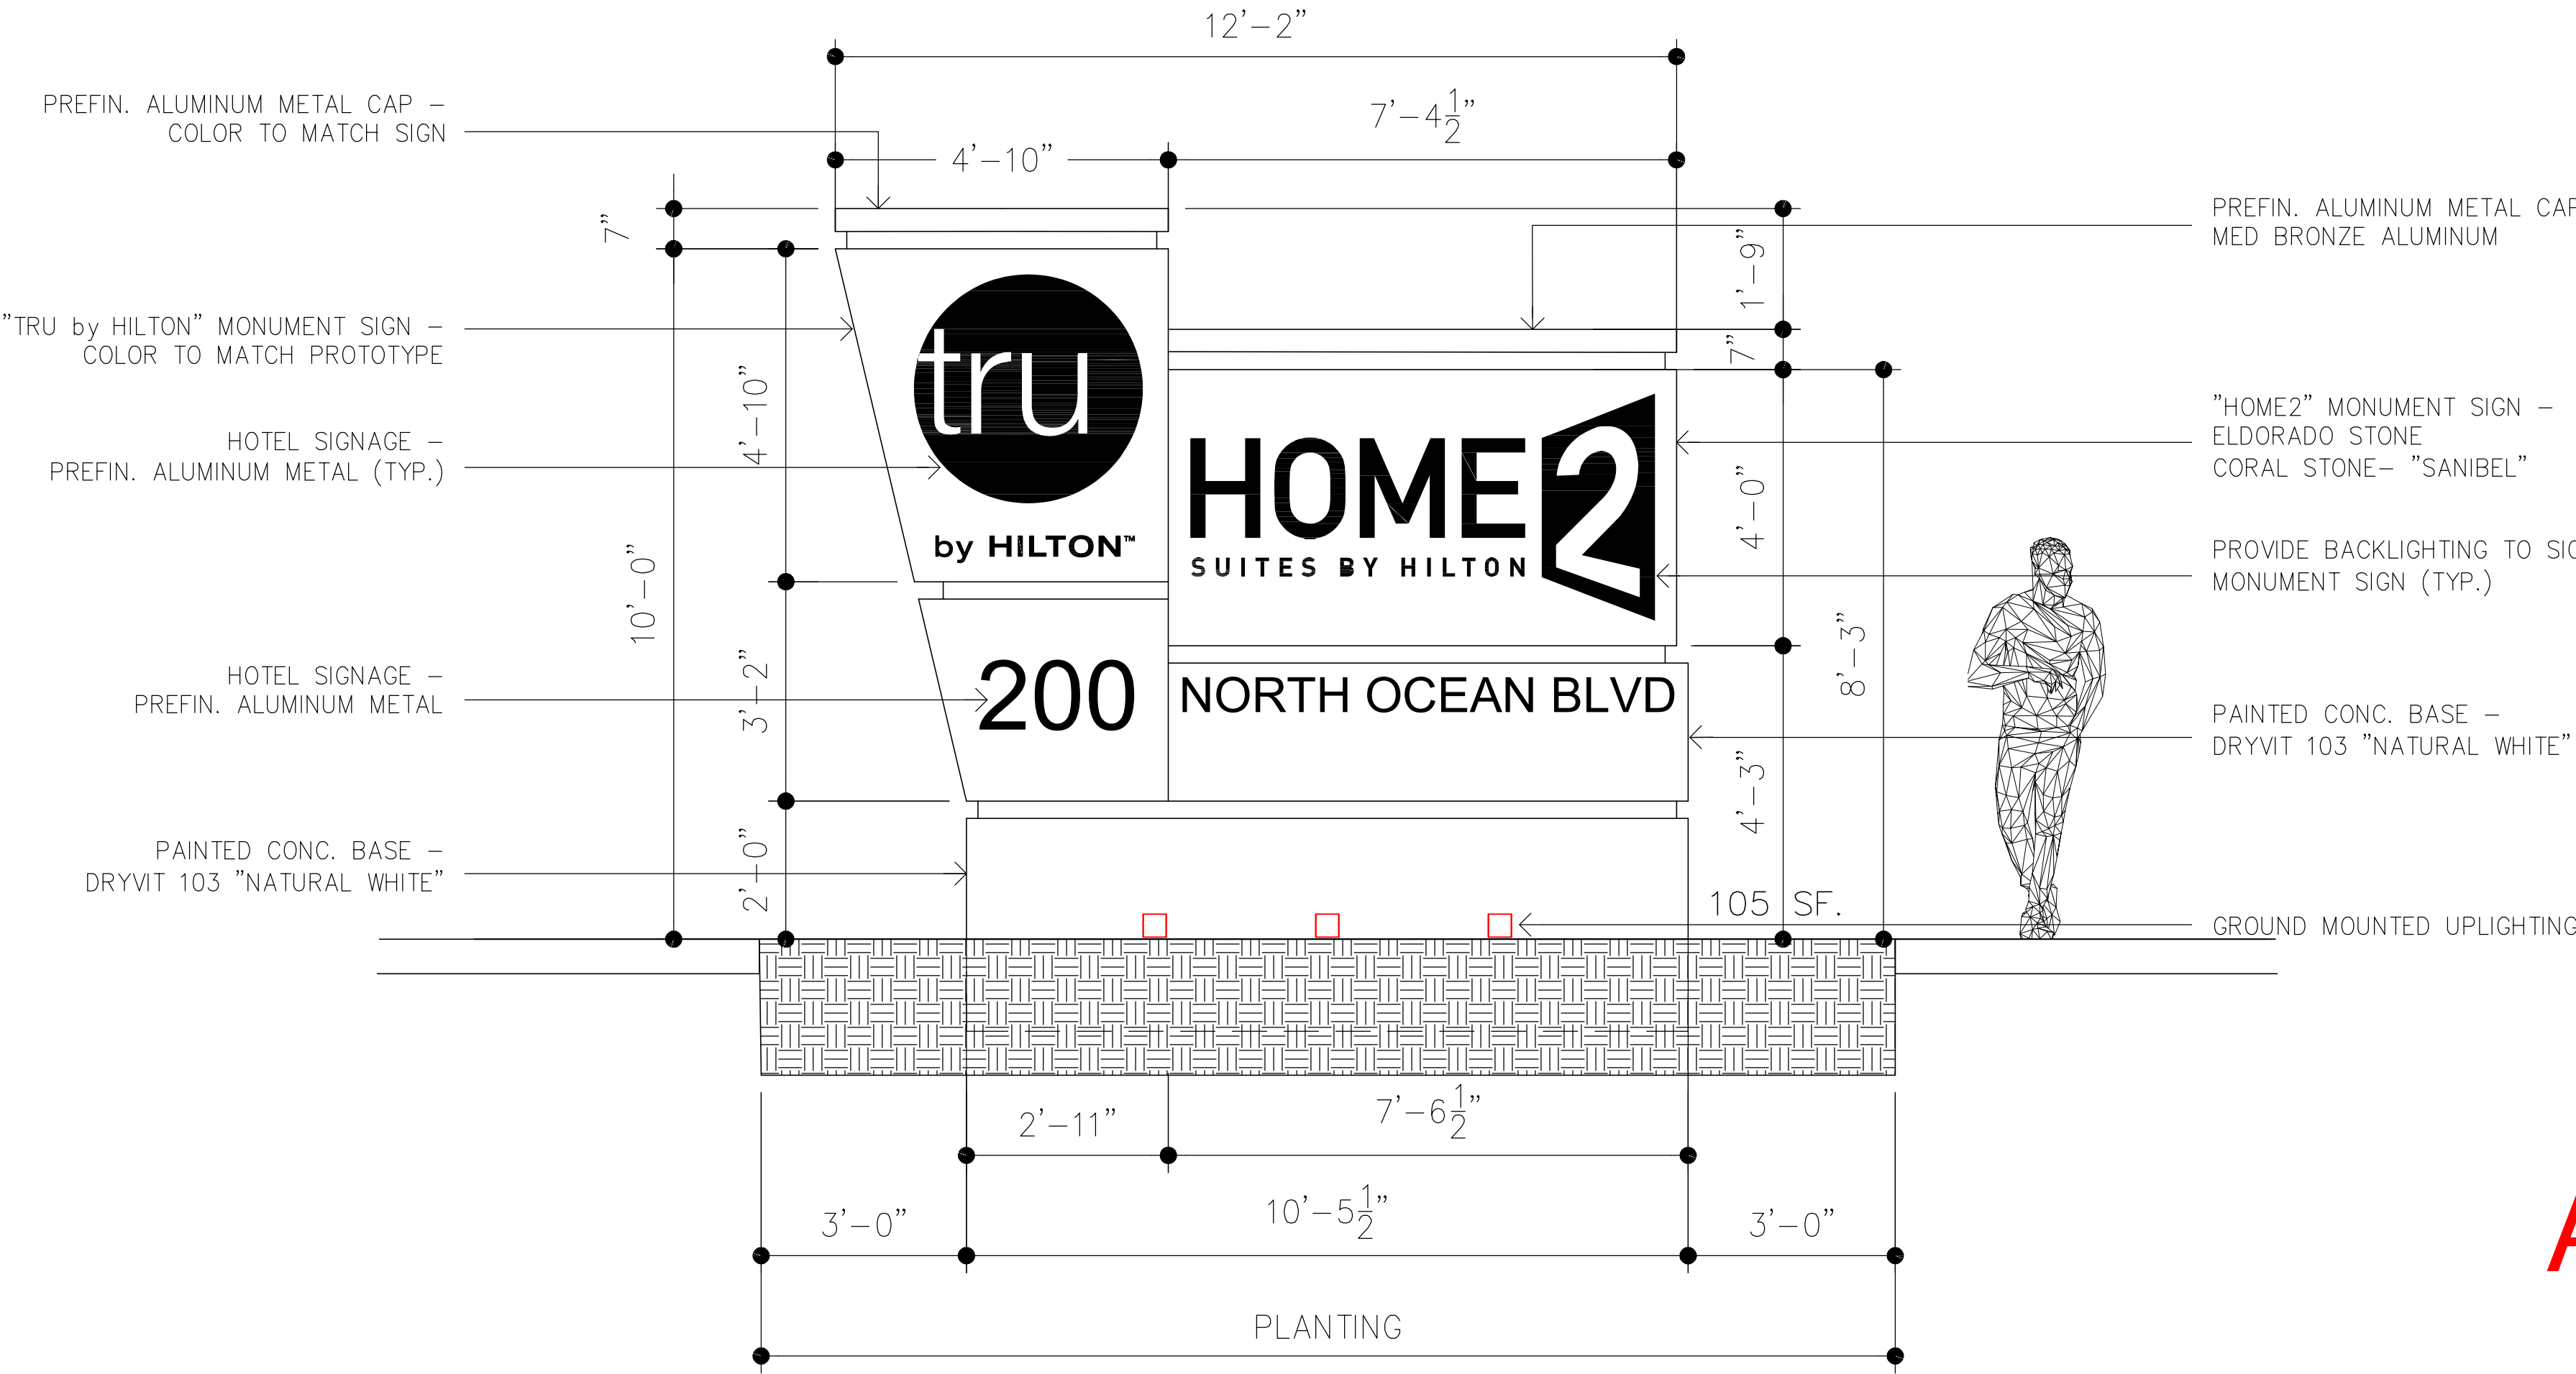 12'-2"
PREFIN. ALUMINUM METAL CAP –
COLOR TO MATCH SIGN
4'-10"
7'-4 1/2"
7"
1'-9"
PREFIN. ALUMINUM METAL CAP
MED BRONZE ALUMINUM
"TRU by HILTON" MONUMENT SIGN –
COLOR TO MATCH PROTOTYPE
tru
by HILTON™
7"
4'-10"
HOTEL SIGNAGE –
PREFIN. ALUMINUM METAL (TYP.)
HOME2
SUITES BY HILTON
4'-0"
"HOME2" MONUMENT SIGN –
ELDORADO STONE
CORAL STONE– "SANIBEL"
PROVIDE BACKLIGHTING TO
MONUMENT SIGN (TYP.)
10'-0"
8'-3"
HOTEL SIGNAGE –
PREFIN. ALUMINUM METAL
3'-2"
200
NORTH OCEAN BLVD
4'-3"
PAINTED CONC. BASE –
DRYVIT 103 "NATURAL WHITE"
PAINTED CONC. BASE –
DRYVIT 103 "NATURAL WHITE"
2'-0"
105 SF.
GROUND MOUNTED UPLIGHTING
2'-11"
7'-6 1/2"
3'-0"
10'-5 1/2"
3'-0"
A
PLANTING